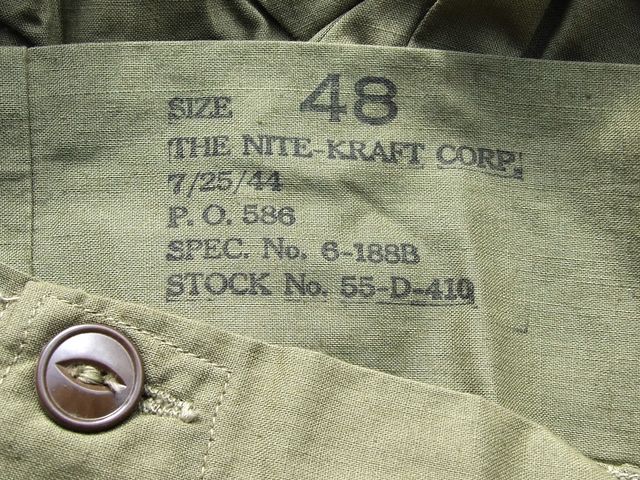 SIZE 48
THE NITE-KRAFT CORP.
7/25/44
P. O. 586
SPEC. No. 6-188B
STOCK No. 55-D-410